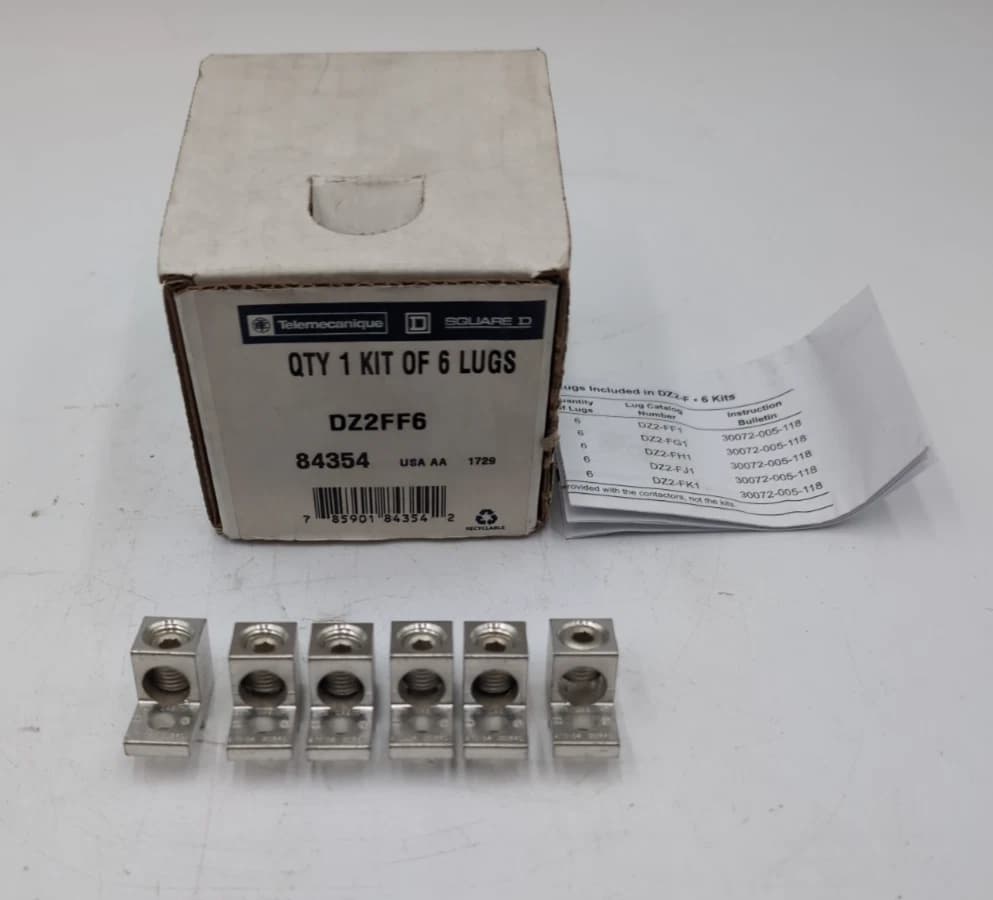 Telemecanique D SQUARE D
QTY 1 KIT OF 6 LUGS
DZ2FF6
84354 USA AA 1729
7 85901 84354 2
RECYCLABLE
Lugs Included in DZ2-F - 6 Kits
Quantity of Lugs Lug Catalog Number Instruction Bulletin
6 DZ2-FF1 30072-005-118
6 DZ2-FG1 30072-005-118
6 DZ2-FH1 30072-005-118
6 DZ2-FJ1 30072-005-118
6 DZ2-FK1 30072-005-118
provided with the contactors, not the kits.